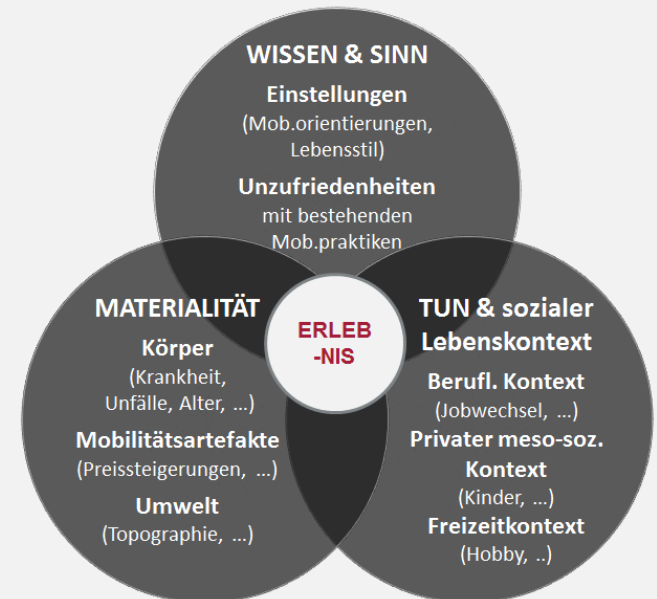 WISSEN & SINN
Einstellungen
(Mob.orientierungen,
Lebensstil)
Unzufriedenheiten
mit bestehenden
Mob.praktiken
MATERIALITÄT
Körper
(Krankheit,
Unfälle, Alter, ...)
Mobilitätsartefakte
(Preissteigerungen, ...)
Umwelt
(Topographie, ...)
ERLEB
-NIS
TUN & sozialer
Lebenskontext
Berufl. Kontext
(Jobwechsel, ...)
Privater meso-soz.
Kontext
(Kinder, ...)
Freizeitkontext
(Hobby, ..)